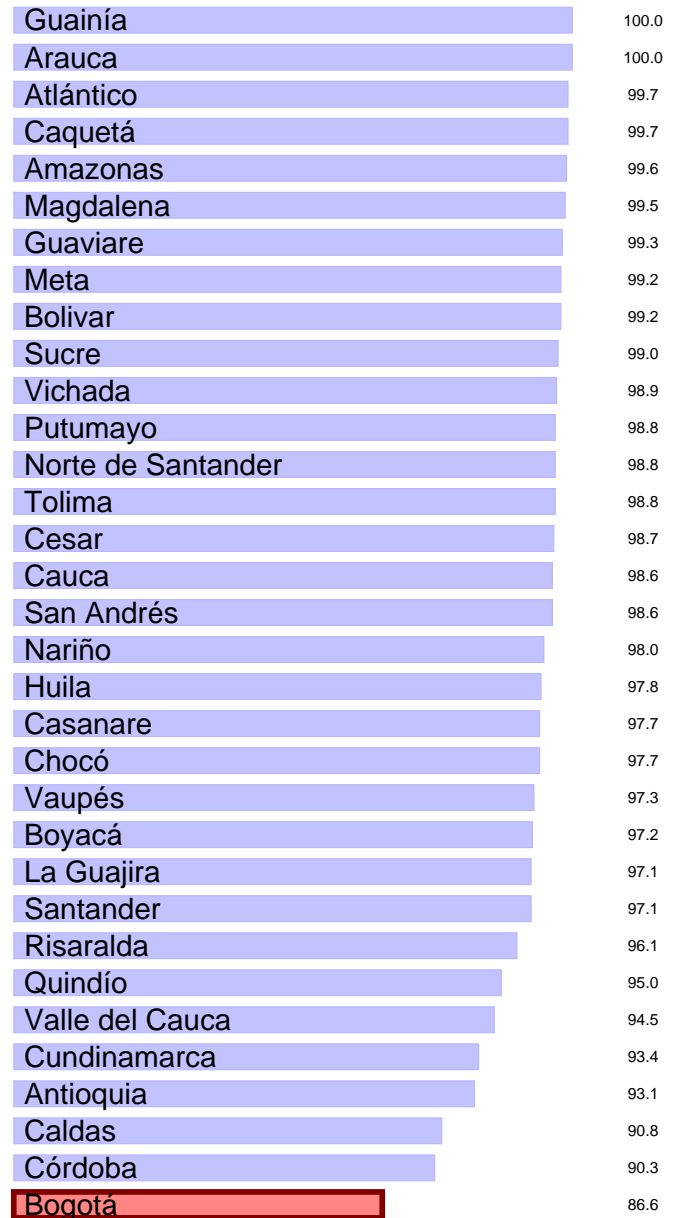 Guainía 100.0
Arauca 100.0
Atlántico 99.7
Caquetá 99.7
Amazonas 99.6
Magdalena 99.5
Guaviare 99.3
Meta 99.2
Bolivar 99.2
Sucre 99.0
Vichada 98.9
Putumayo 98.8
Norte de Santander 98.8
Tolima 98.8
Cesar 98.7
Cauca 98.6
San Andrés 98.6
Nariño 98.0
Huila 97.8
Casanare 97.7
Chocó 97.7
Vaupés 97.3
Boyacá 97.2
La Guajira 97.1
Santander 97.1
Risaralda 96.1
Quindío 95.0
Valle del Cauca 94.5
Cundinamarca 93.4
Antioquia 93.1
Caldas 90.8
Córdoba 90.3
Bogotá 86.6